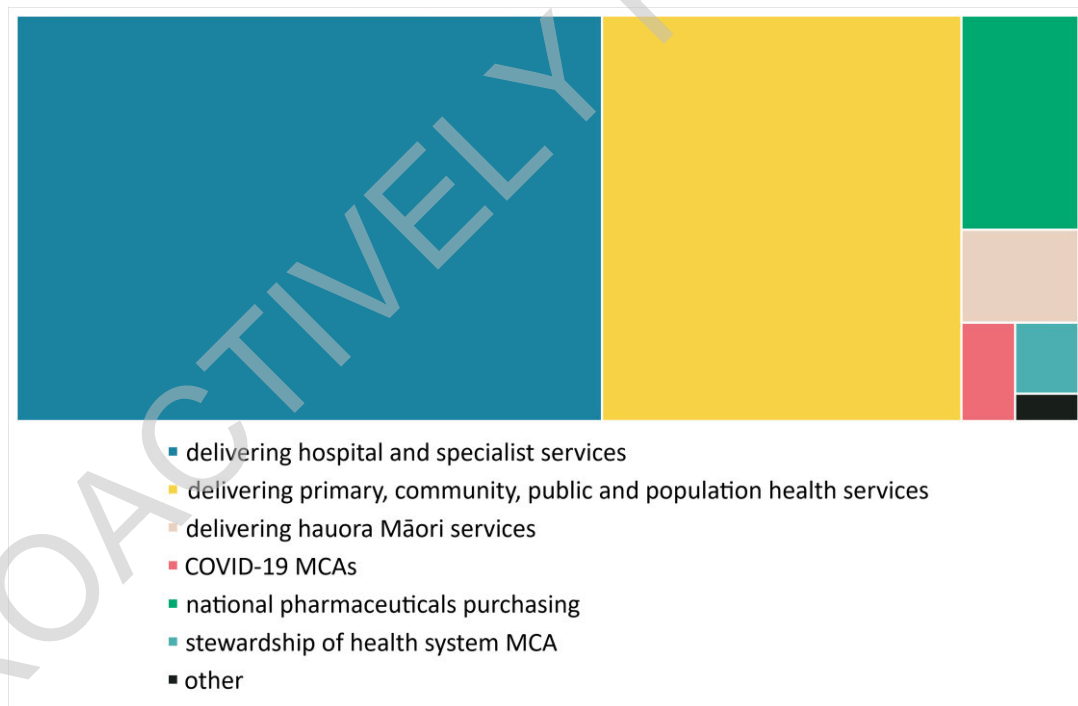 delivering hospital and specialist services
delivering primary, community, public and population health services
delivering hauora Māori services
COVID-19 MCAs
national pharmaceuticals purchasing
stewardship of health system MCA
other